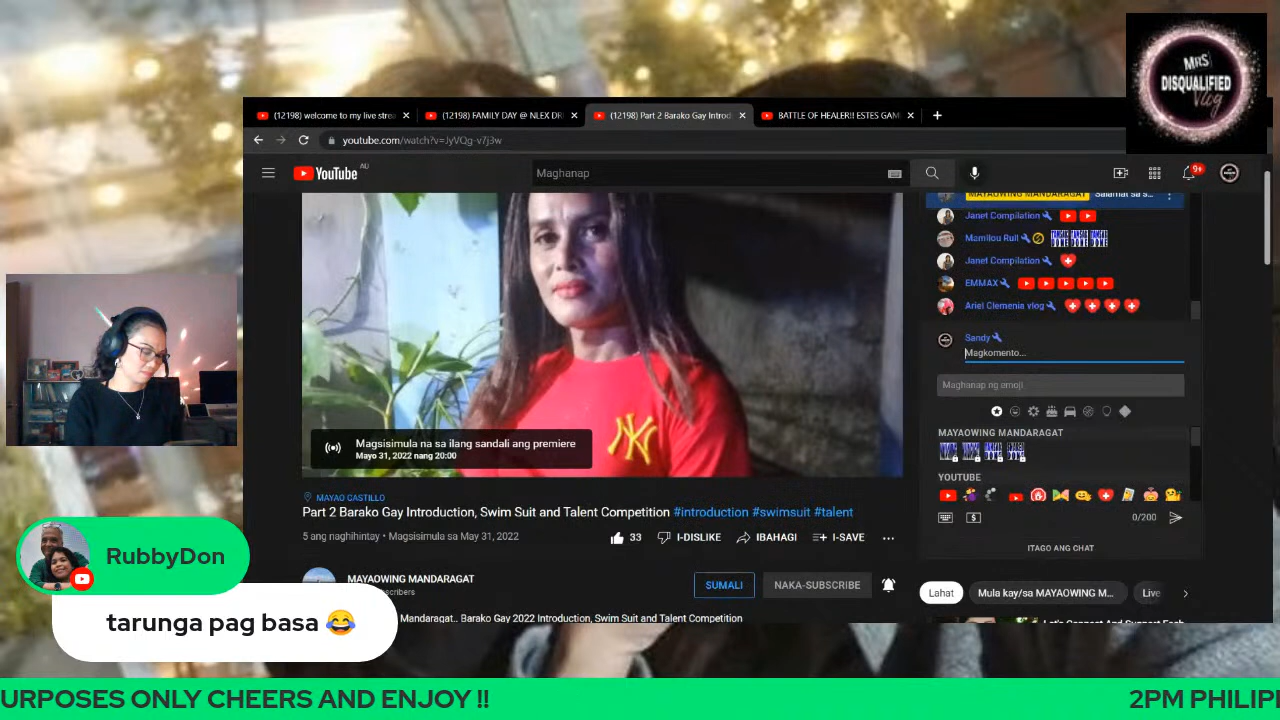 MRS
DISQUALIFIED
Vlog
(12198) welcome to my live strea
(12198) FAMILY DAY @ NLEX DRI
(12198) Part 2 Barako Gay Introd
BATTLE OF HEALER!! ESTES GAM
youtube.com/watch?v=JyVQg-v7j3w
YouTube AU
Maghanap
9+
MAYAOWING MANDARAGAT Salamat sa s...
Janet Compilation
Mamilou Rull
Janet Compilation
EMMAX
Ariel Clemenia vlog
Sandy
Magkomento...
Maghanap ng emoji
MAYAOWING MANDARAGAT
YOUTUBE
0/200
ITAGO ANG CHAT
NY
Magsisimula na sa ilang sandali ang premiere
Mayo 31, 2022 nang 20:00
MAYAO CASTILLO
Part 2 Barako Gay Introduction, Swim Suit and Talent Competition #introduction #swimsuit #talent
5 ang naghihintay • Magsisimula sa May 31, 2022
33
I-DISLIKE
IBAHAGI
I-SAVE
MAYAOWING MANDARAGAT
SUMALI
NAKA-SUBSCRIBE
Mandaragat.. Barako Gay 2022 Introduction, Swim Suit and Talent Competition
Lahat
Mula kay/sa MAYAOWING M...
Live
RubbyDon
tarunga pag basa 😂
URPOSES ONLY CHEERS AND ENJOY !!
2PM PHILIPI